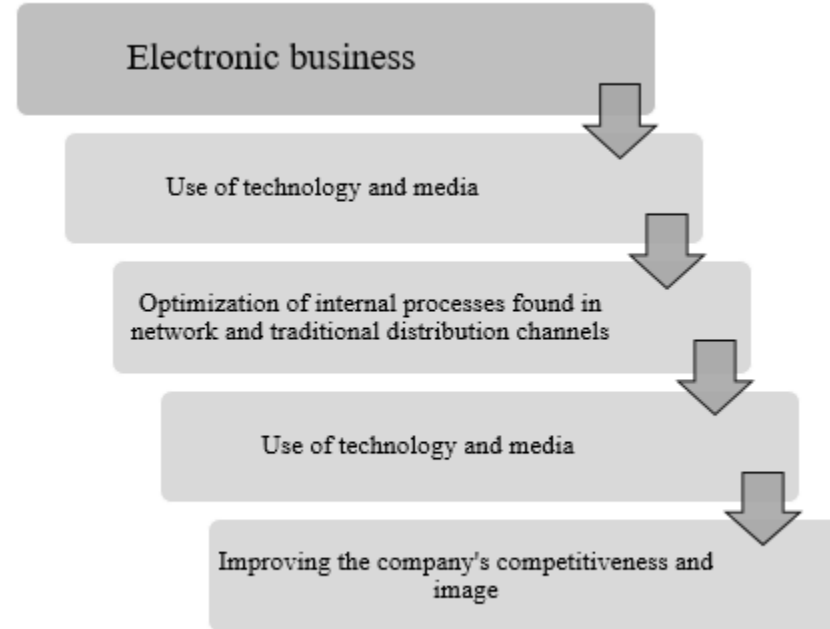 Electronic business
Use of technology and media
Optimization of internal processes found in
network and traditional distribution channels
Use of technology and media
Improving the company's competitiveness and
image